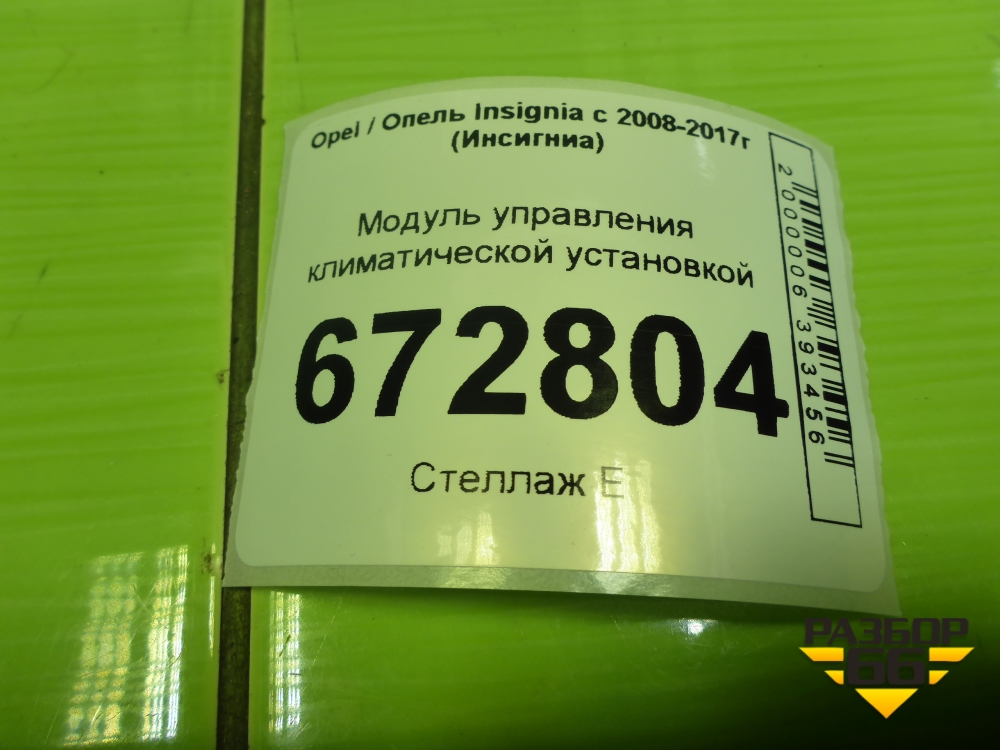 Opel / Опель Insignia с 2008-2017г
(Инсигниа)
Модуль управления
климатической установкой
672804
Стеллаж E
2000006393456
РАЗБОР
66